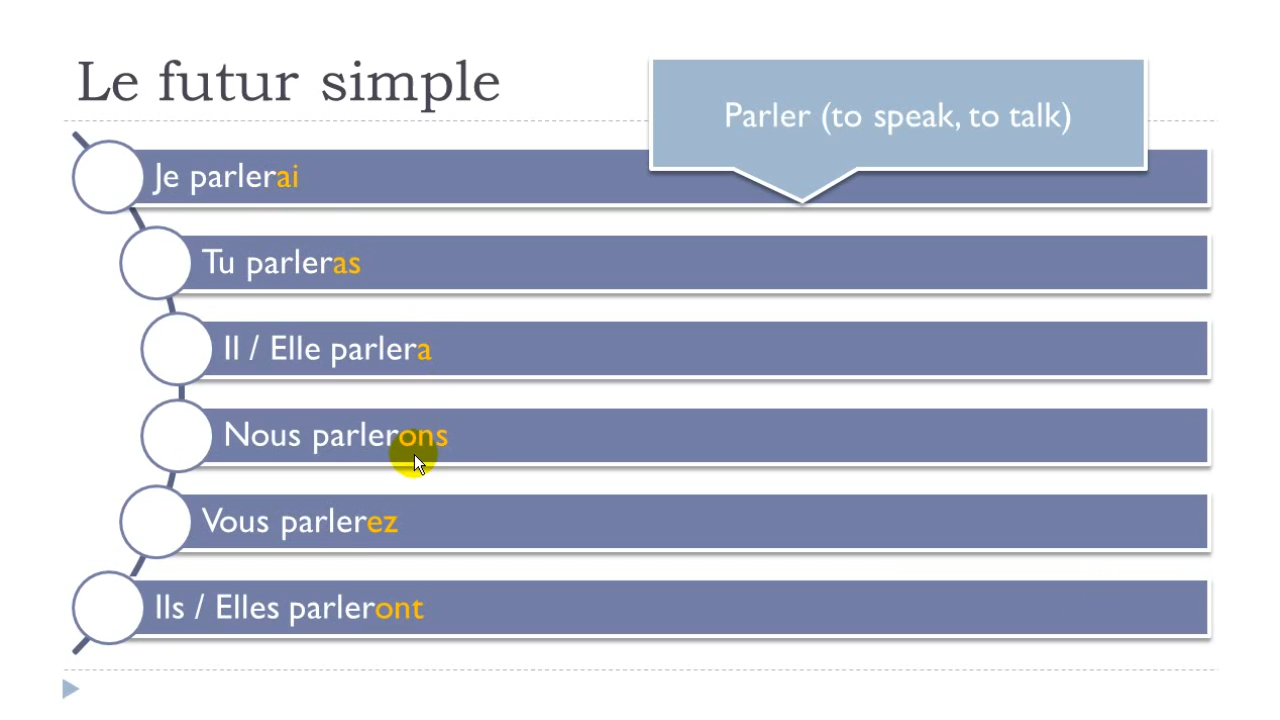 Le futur simple
Parler (to speak, to talk)
Je parlerai
Tu parleras
Il / Elle parlera
Nous parlerons
Vous parlerez
Ils / Elles parleront